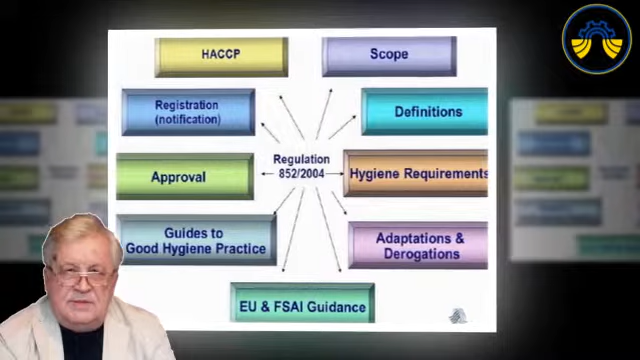 HACCP
Scope
Registration
(notification)
Definitions
Regulation
852/2004
Approval
Hygiene Requirements
Guides to
Good Hygiene Practice
Adaptations &
Derogations
EU & FSAI Guidance